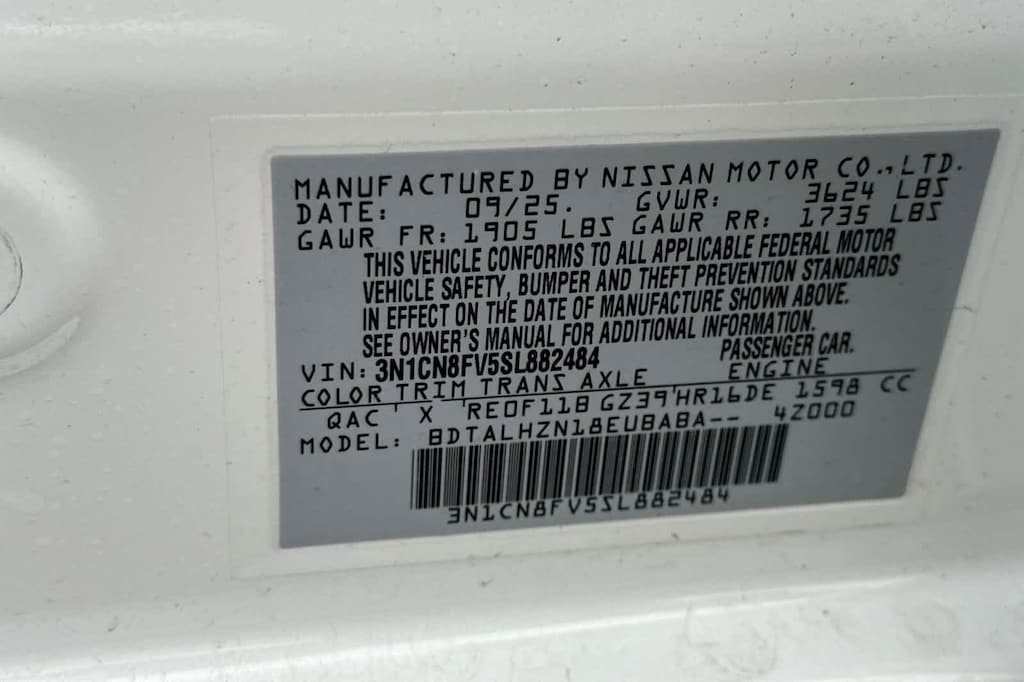 MANUFACTURED BY NISSAN MOTOR CO.,LTD.
DATE: 09/25. GVWR: 3624 LBS
GAWR FR: 1905 LBS GAWR RR: 1735 LBS
THIS VEHICLE CONFORMS TO ALL APPLICABLE FEDERAL MOTOR
VEHICLE SAFETY, BUMPER AND THEFT PREVENTION STANDARDS
IN EFFECT ON THE DATE OF MANUFACTURE SHOWN ABOVE.
SEE OWNER'S MANUAL FOR ADDITIONAL INFORMATION.
VIN: 3N1CN8FV5SL882484 PASSENGER CAR.
COLOR TRIM TRANS AXLE ENGINE
QAC X RE0F11B GZ39 HR16DE 1598 CC
MODEL: BDTALHZN18EUBABA-- 4Z000
3N1CN8FV5SL882484